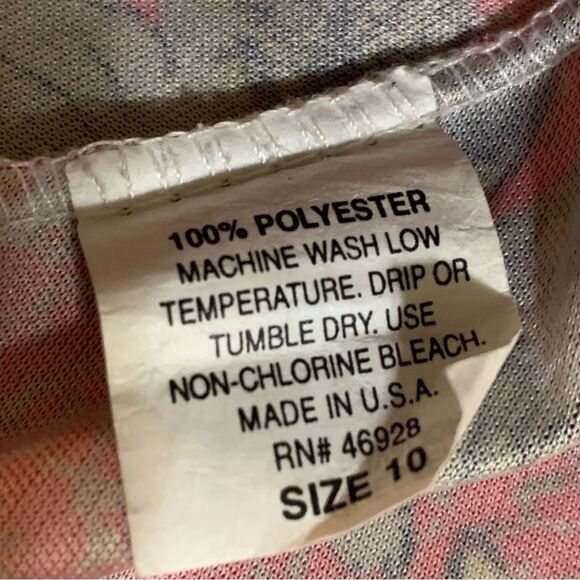 100% POLYESTER
MACHINE WASH LOW
TEMPERATURE. DRIP OR
TUMBLE DRY. USE
NON-CHLORINE BLEACH.
MADE IN U.S.A.
RN# 46928
SIZE 10